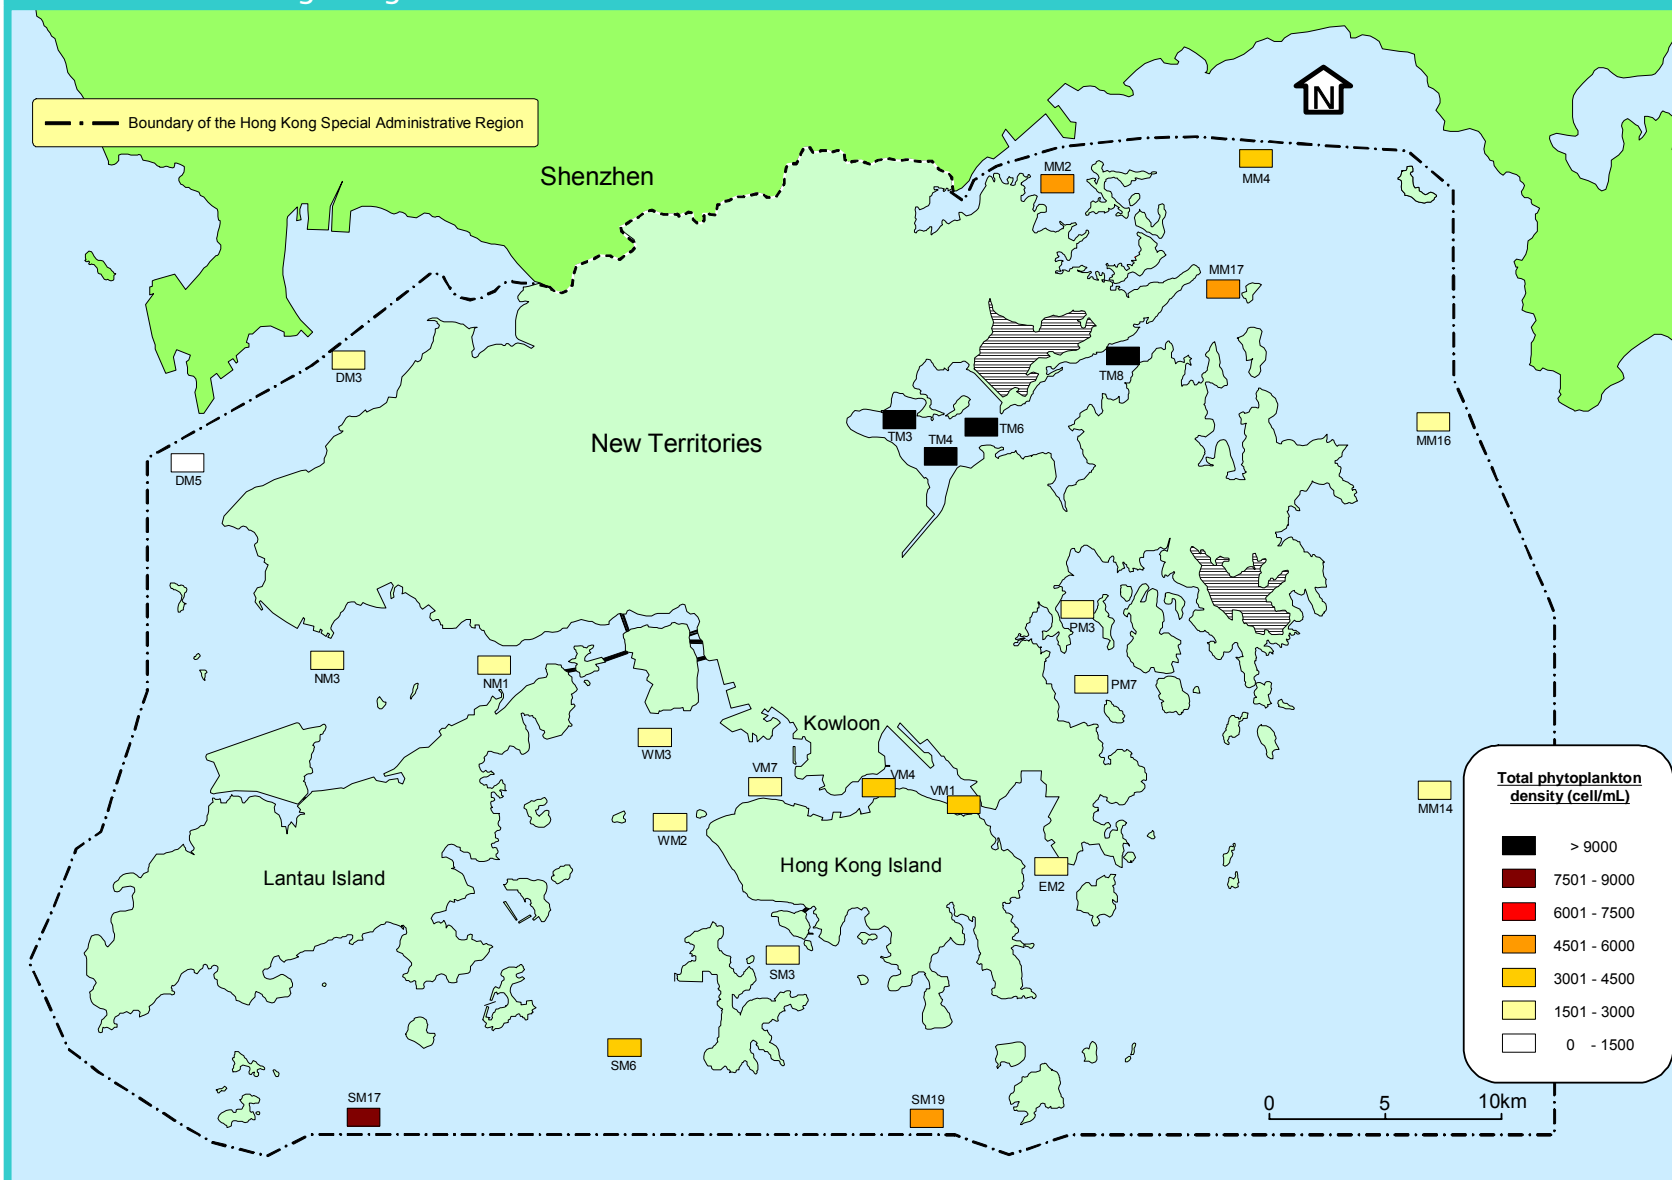 Boundary of the Hong Kong Special Administrative Region
N
Shenzhen
MM2
MM4
MM17
DM3
TM8
TM3
TM4
TM6
MM16
New Territories
DM5
PM3
NM3
NM1
PM7
Kowloon
WM3
VM7
VM4
VM1
MM14
WM2
EM2
Hong Kong Island
Lantau Island
SM3
SM6
SM17
SM19
Total phytoplankton
density (cell/mL)
> 9000
7501 - 9000
6001 - 7500
4501 - 6000
3001 - 4500
1501 - 3000
0 - 1500
0 5 10km